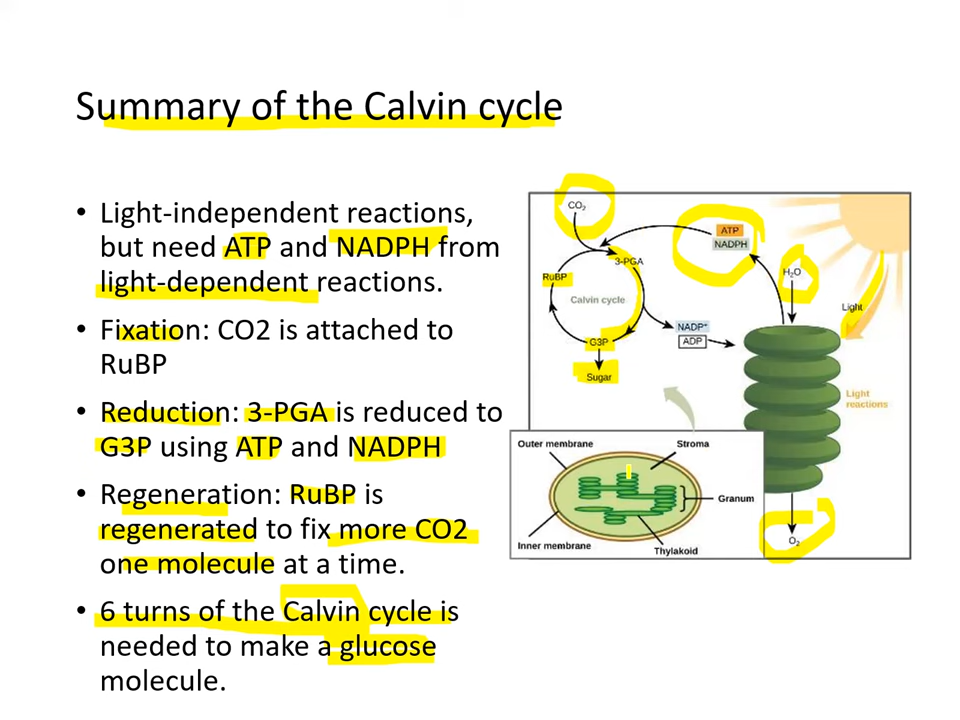 Summary of the Calvin cycle
• Light-independent reactions,
but need ATP and NADPH from
light-dependent reactions.
• Fixation: CO2 is attached to
RuBP
• Reduction: 3-PGA is reduced to
G3P using ATP and NADPH
• Regeneration: RuBP is
regenerated to fix more CO2
one molecule at a time.
• 6 turns of the Calvin cycle is
needed to make a glucose
molecule.
CO₂
ATP
NADPH
3-PGA
H₂O
RuBP
Calvin cycle
Light
NADP⁺
ADP
G3P
Sugar
Light
reactions
Outer membrane
Stroma
Granum
Inner membrane
Thylakoid
O₂